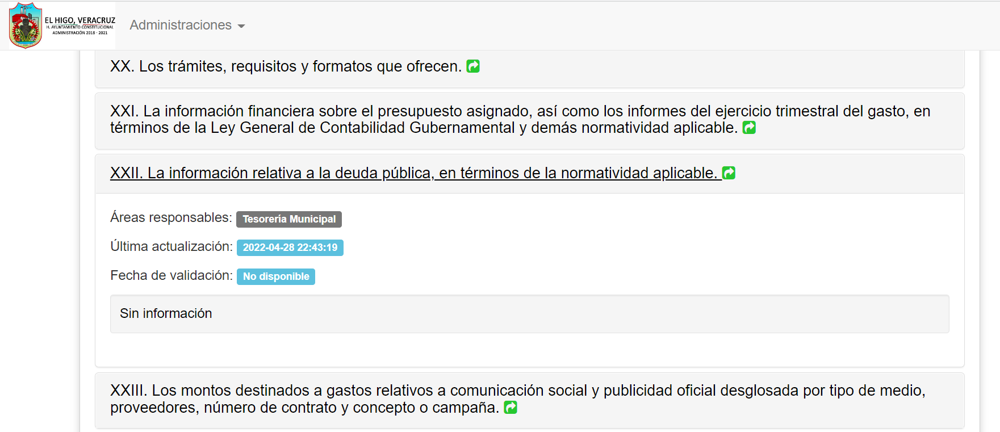 EL HIGO, VERACRUZ
H. AYUNTAMIENTO CONSTITUCIONAL
ADMINISTRACIÓN 2018 - 2021
Administraciones
XX. Los trámites, requisitos y formatos que ofrecen.
XXI. La información financiera sobre el presupuesto asignado, así como los informes del ejercicio trimestral del gasto, en
términos de la Ley General de Contabilidad Gubernamental y demás normatividad aplicable.
XXII. La información relativa a la deuda pública, en términos de la normatividad aplicable.
Áreas responsables: Tesorería Municipal
Última actualización: 2022-04-28 22:43:19
Fecha de validación: No disponible
Sin información
XXIII. Los montos destinados a gastos relativos a comunicación social y publicidad oficial desglosada por tipo de medio,
proveedores, número de contrato y concepto o campaña.